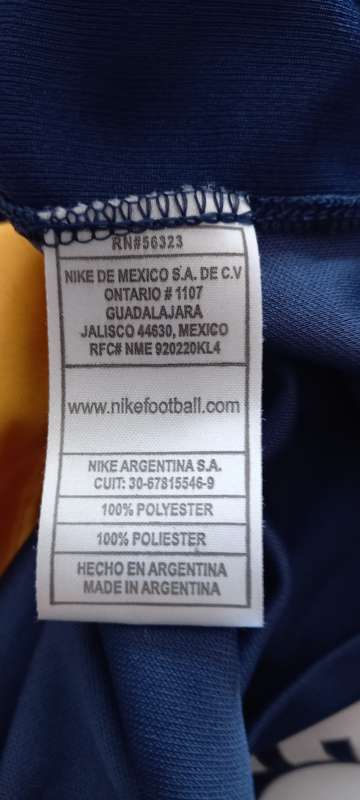 RN#56323
NIKE DE MEXICO S.A. DE C.V
ONTARIO # 1107
GUADALAJARA
JALISCO 44630, MEXICO
RFC# NME 920220KL4
www.nikefootball.com
NIKE ARGENTINA S.A.
CUIT: 30-67815546-9
100% POLYESTER
100% POLIESTER
HECHO EN ARGENTINA
MADE IN ARGENTINA